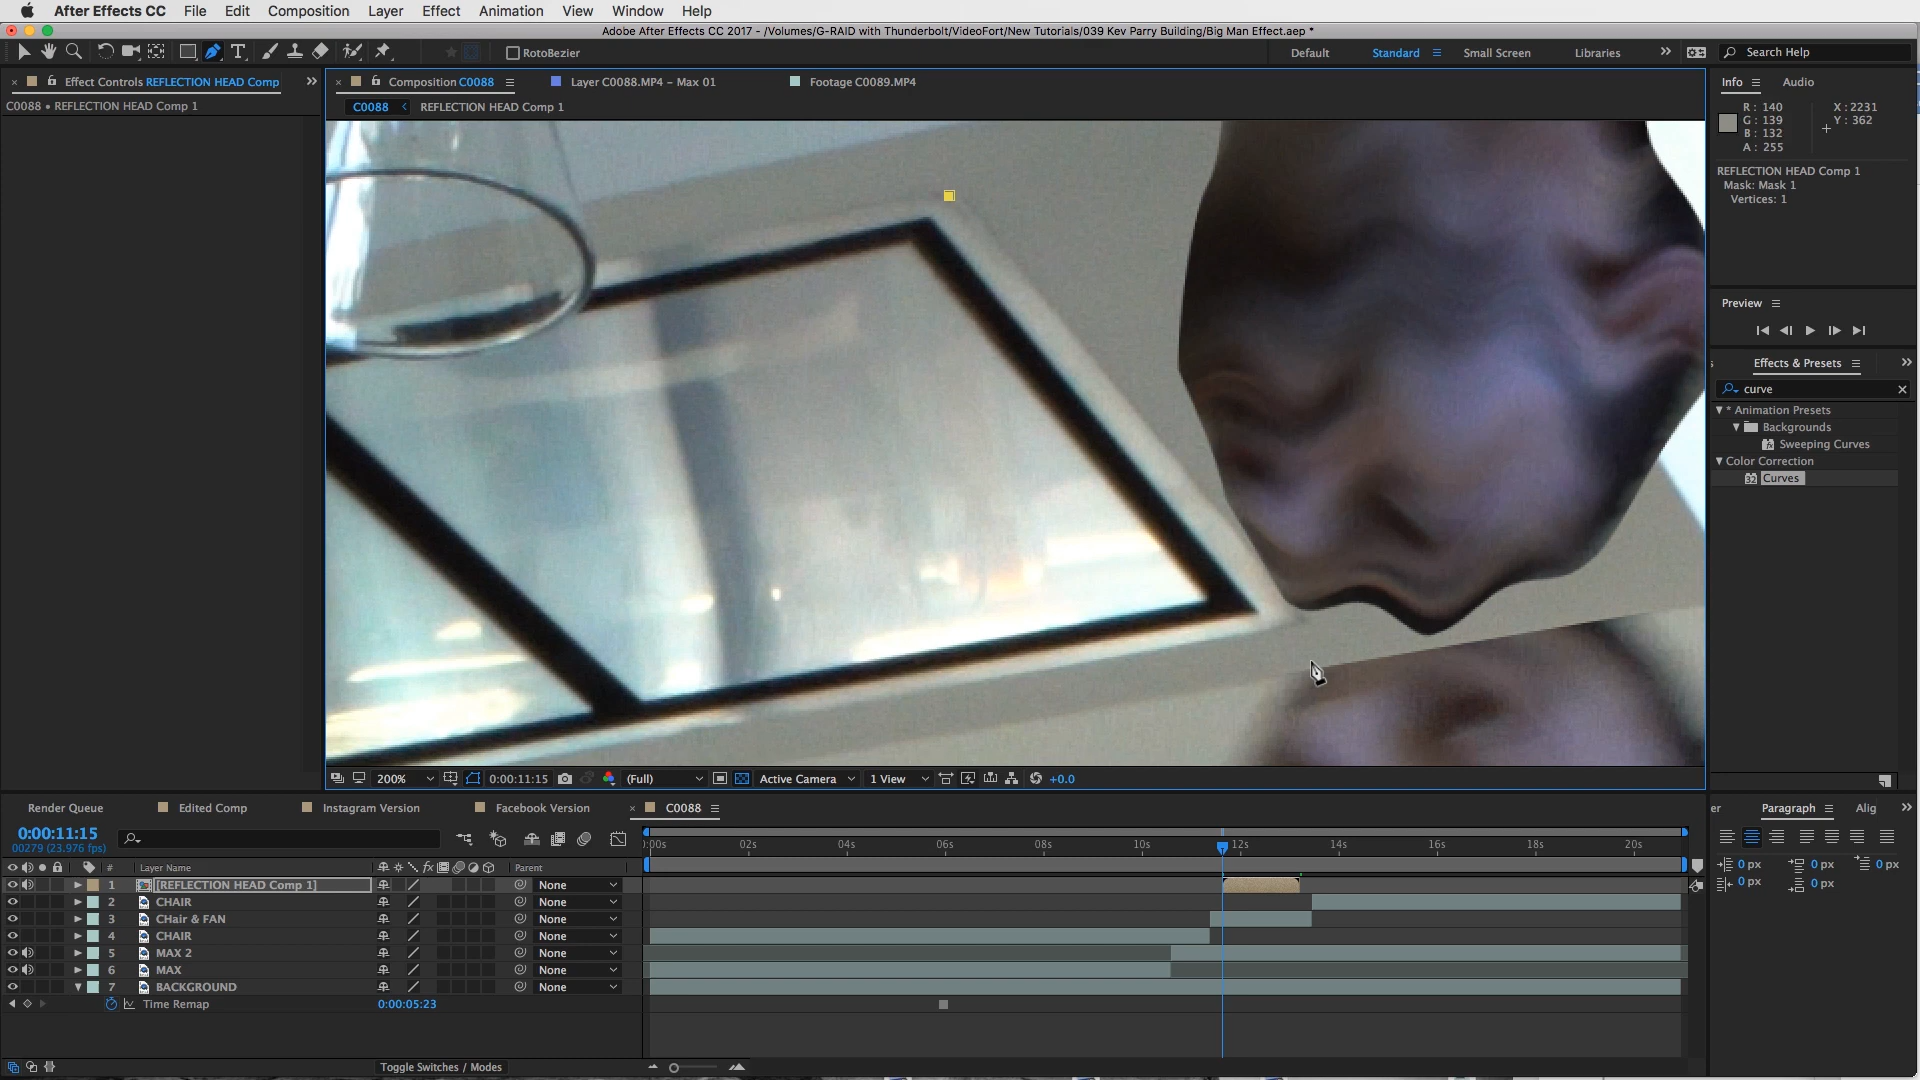 After Effects CC File Edit Composition Layer Effect Animation View Window Help
Adobe After Effects CC 2017 - /Volumes/G-RAID with Thunderbolt/VideoFort/New Tutorials/039 Kev Parry Building/Big Man Effect.aep *
RotoBezier Default Standard Small Screen Libraries Search Help
Effect Controls REFLECTION HEAD Comp Composition C0088 Layer C0088.MP4 – Max 01 Footage C0089.MP4 Info Audio
C0088 • REFLECTION HEAD Comp 1 C0088 REFLECTION HEAD Comp 1
R: 140 X: 2231
G: 139 Y: 362
B: 132
A: 255
REFLECTION HEAD Comp 1
Mask: Mask 1
Vertices: 1
Preview
Effects & Presets
curve
* Animation Presets
Backgrounds
Sweeping Curves
Color Correction
Curves
200% 0:00:11:15 (Full) Active Camera 1 View +0.0
Render Queue Edited Comp Instagram Version Facebook Version C0088 er Paragraph Alig
0:00:11:15
00279 (23.976 fps)
:00s 02s 04s 06s 08s 10s 12s 14s 16s 18s 20s
# Layer Name fx Parent
0 px 0 px 0 px
0 px 0 px
1 [REFLECTION HEAD Comp 1] None
2 CHAIR None
3 CHair & FAN None
4 CHAIR None
5 MAX 2 None
6 MAX None
7 BACKGROUND None
Time Remap 0:00:05:23
Toggle Switches / Modes